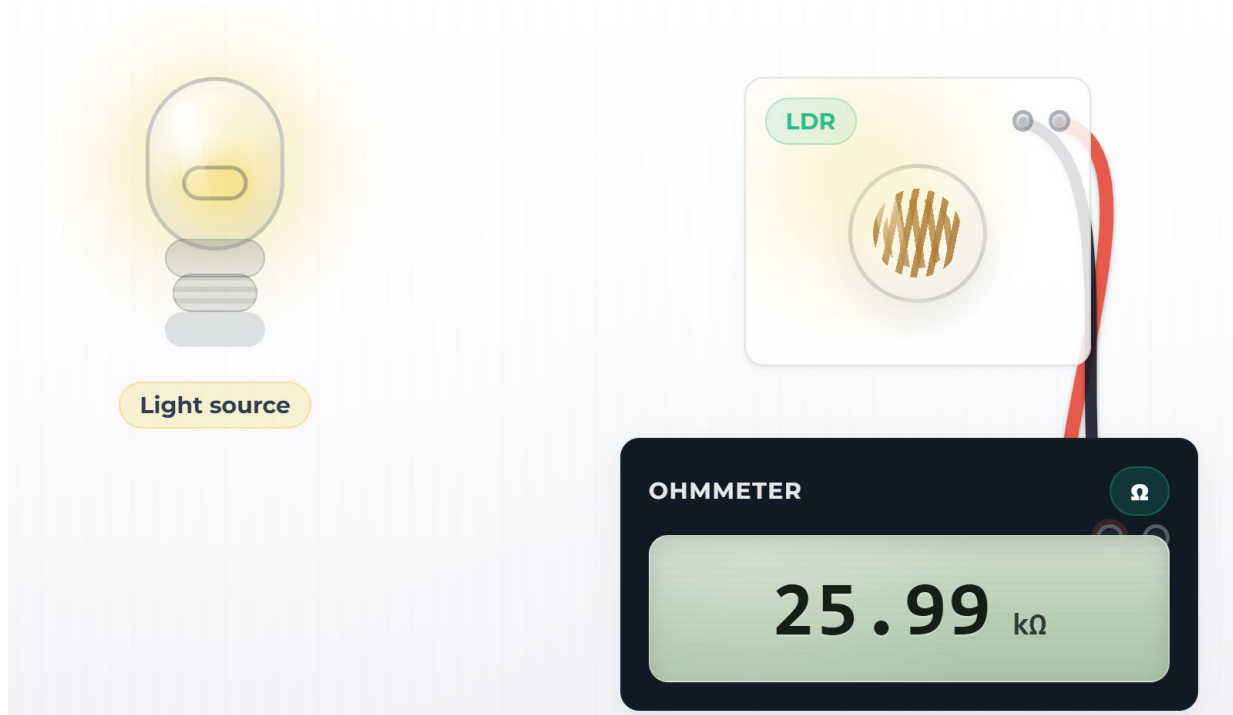 LDR
Light source
OHMMETER
Ω
25.99 kΩ